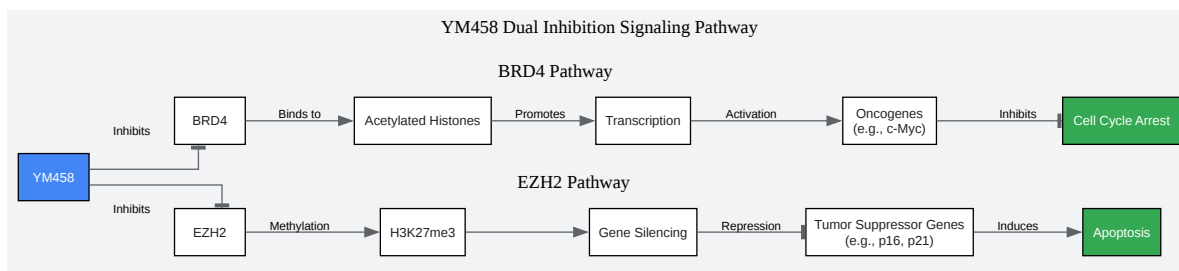 YM458 Dual Inhibition Signaling Pathway
BRD4 Pathway
Inhibits
BRD4
Binds to
Acetylated Histones
Promotes
Transcription
Activation
Oncogenes
(e.g., c-Myc)
Inhibits
Cell Cycle Arrest
YM458
EZH2 Pathway
Inhibits
EZH2
Methylation
H3K27me3
Gene Silencing
Repression
Tumor Suppressor Genes
(e.g., p16, p21)
Induces
Apoptosis